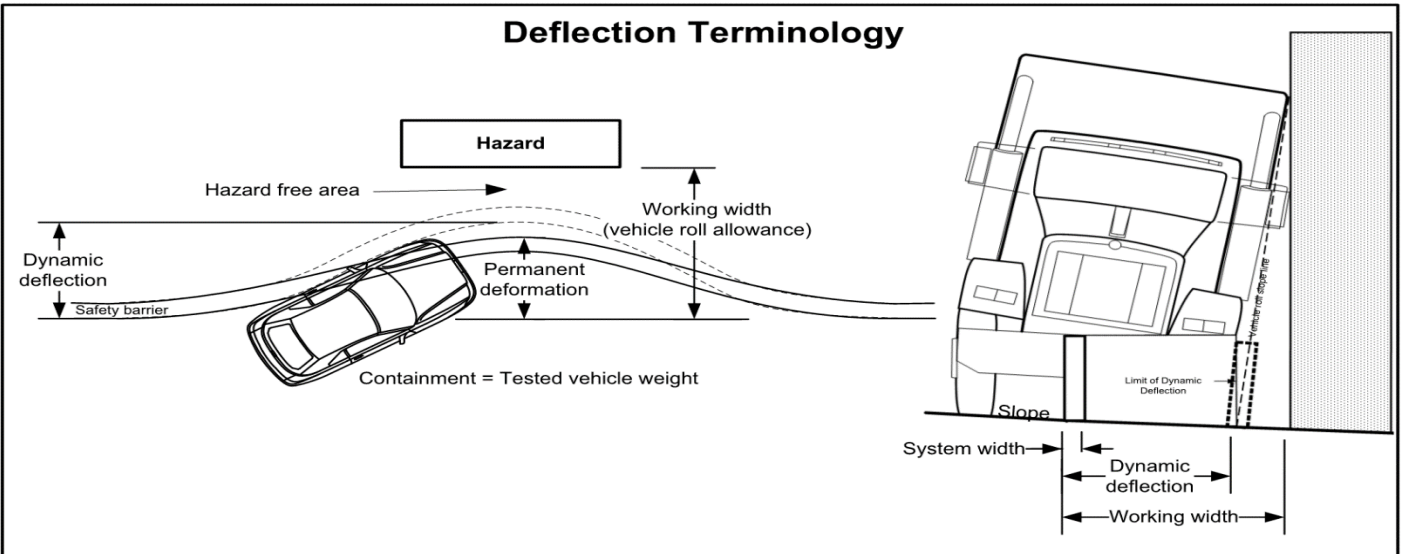 Deflection Terminology
Hazard
Hazard free area
Working width
(vehicle roll allowance)
Dynamic
deflection
Permanent
deformation
Safety barrier
Containment = Tested vehicle weight
Vehicle roll slope line
Limit of Dynamic
Deflection
Slope
System width
Dynamic
deflection
Working width